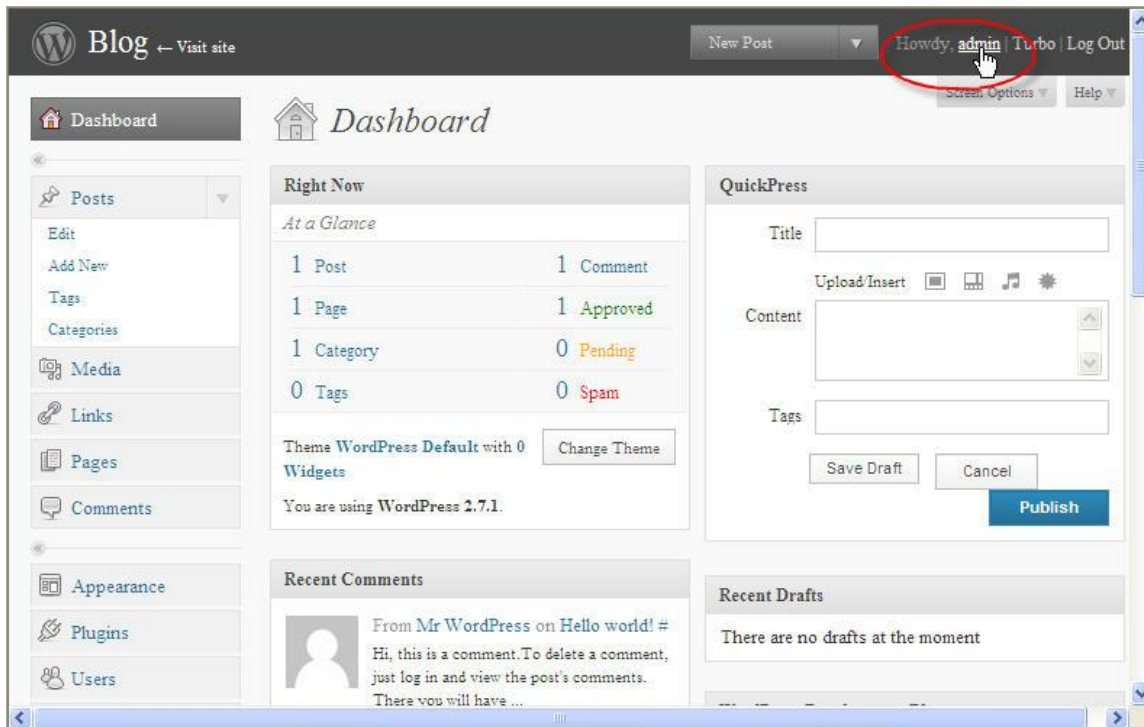 Blog ← Visit site
New Post
Howdy, admin | Turbo | Log Out
Screen Options
Help
Dashboard
Posts
Edit
Add New
Tags
Categories
Media
Links
Pages
Comments
Appearance
Plugins
Users
Dashboard
Right Now
At a Glance
1 Post 1 Comment
1 Page 1 Approved
1 Category 0 Pending
0 Tags 0 Spam
Theme WordPress Default with 0
Widgets
Change Theme
You are using WordPress 2.7.1.
Recent Comments
From Mr WordPress on Hello world! #
Hi, this is a comment.To delete a comment,
just log in and view the post's comments.
There you will have ...
QuickPress
Title
Upload/Insert
Content
Tags
Save Draft
Cancel
Publish
Recent Drafts
There are no drafts at the moment